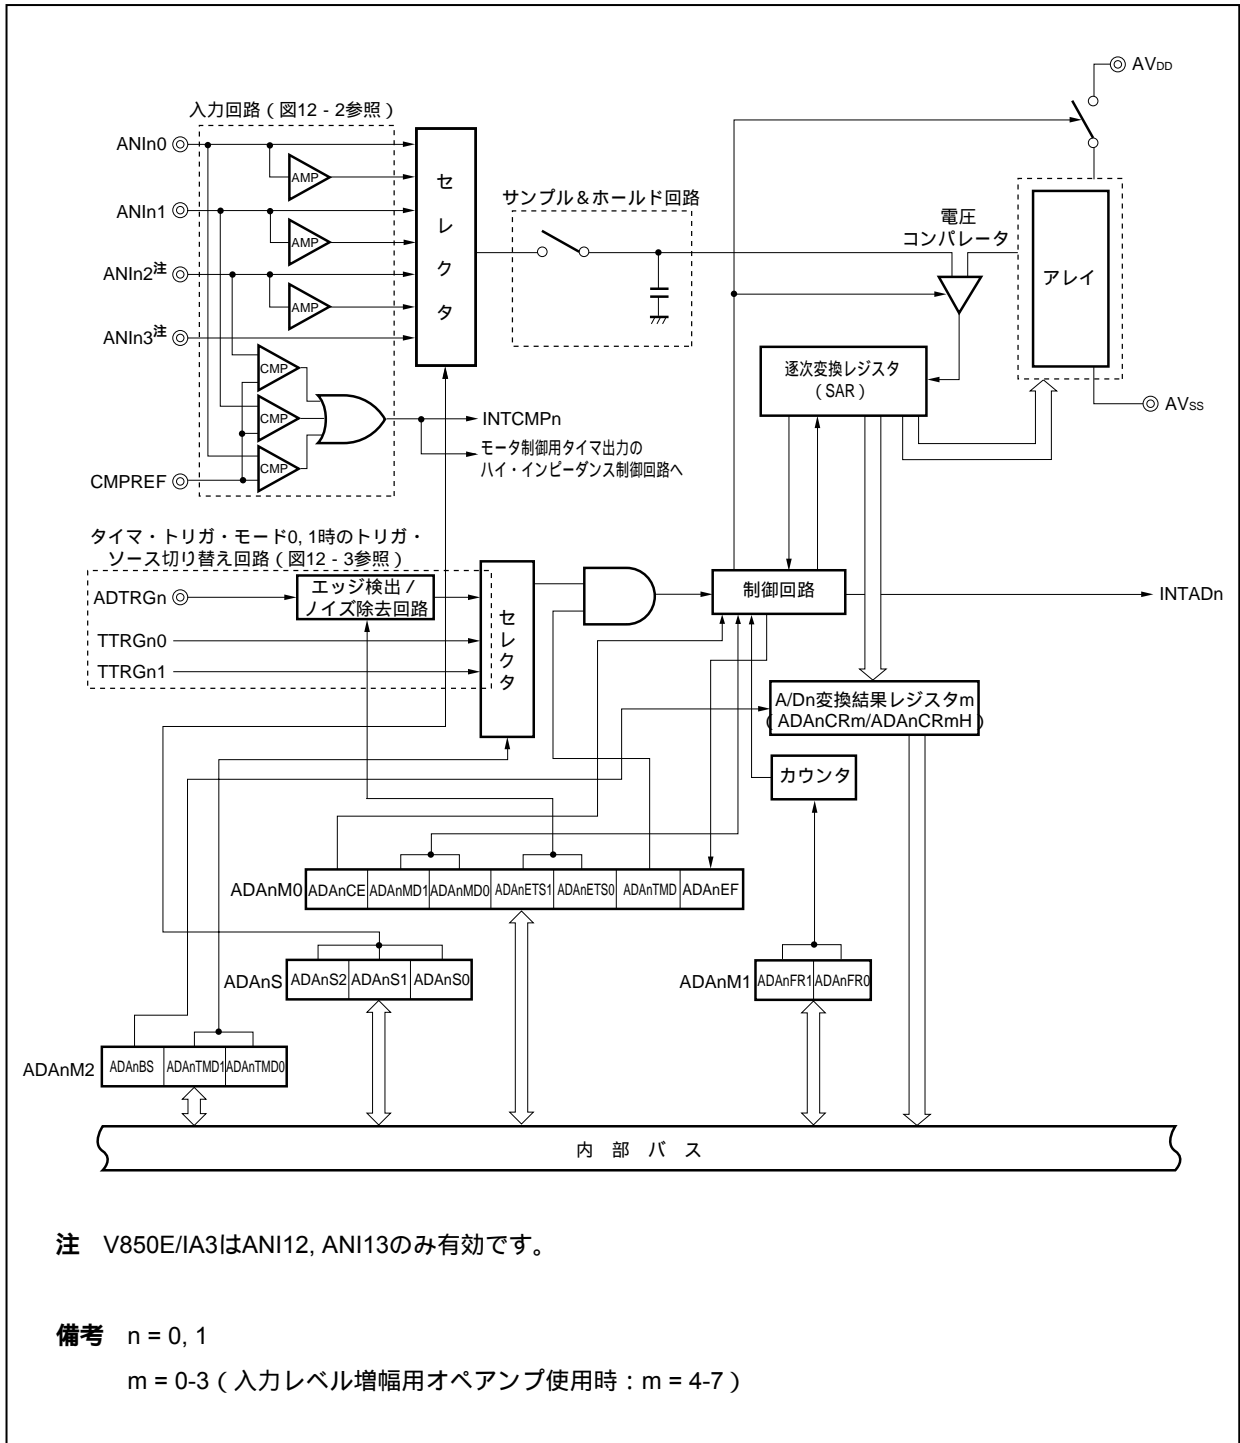 AVDD
入力回路（図12 - 2参照）
ANIn0
AMP
ANIn1
AMP
ANIn2注
AMP
ANIn3注
セレクタ
サンプル＆ホールド回路
電圧
コンパレータ
アレイ
CMP
CMP
CMP
CMPREF
INTCMPn
モータ制御用タイマ出力の
ハイ・インピーダンス制御回路へ
逐次変換レジスタ
（SAR）
AVSS
タイマ・トリガ・モード0, 1時のトリガ・
ソース切り替え回路（図12 - 3参照）
ADTRGn
エッジ検出 /
ノイズ除去回路
TTRGn0
TTRGn1
セレクタ
制御回路
INTADn
A/Dn変換結果レジスタm
（ADAnCRm/ADAnCRmH）
カウンタ
ADAnM0 ADAnCE ADAnMD1 ADAnMD0 ADAnETS1 ADAnETS0 ADAnTMD ADAnEF
ADAnS ADAnS2 ADAnS1 ADAnS0
ADAnM1 ADAnFR1 ADAnFR0
ADAnM2 ADAnBS ADAnTMD1 ADAnTMD0
内 部 バ ス
注 V850E/IA3はANI12, ANI13のみ有効です。
備考 n = 0, 1
m = 0-3（入力レベル増幅用オペアンプ使用時：m = 4-7）